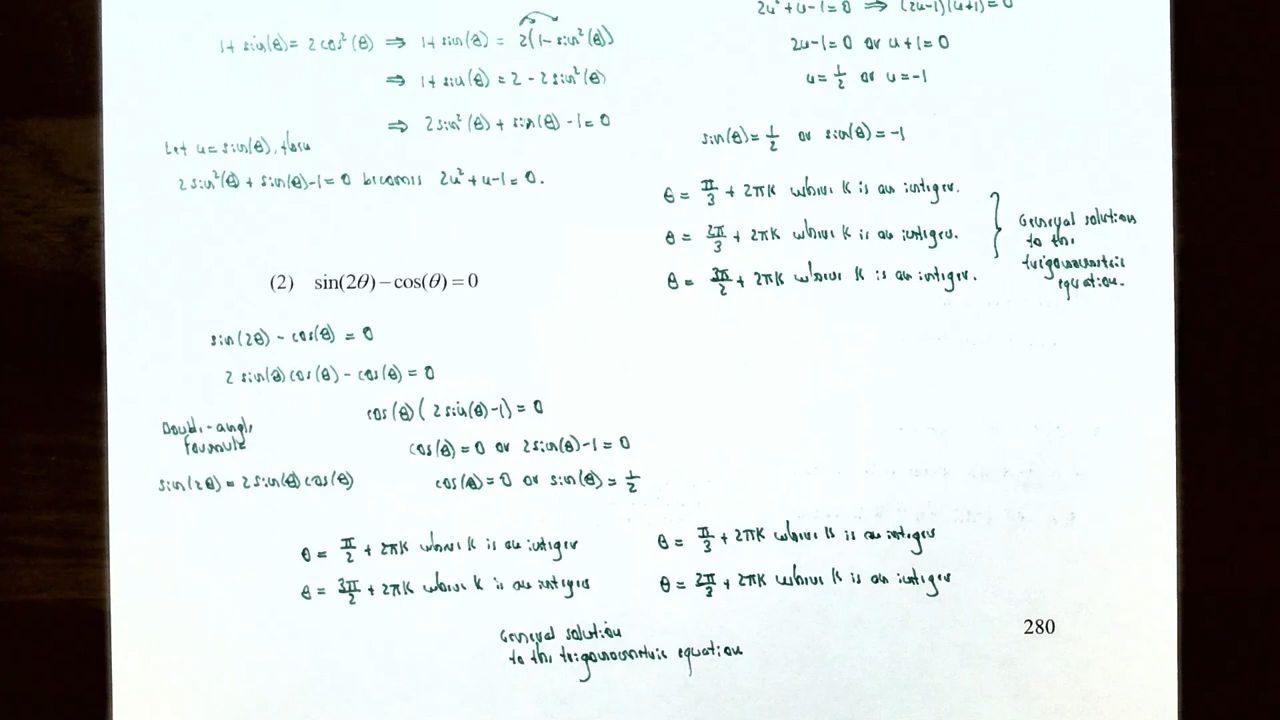 1 + sin(θ) = 2cos²(θ) ⇒ 1 + sin(θ) = 2(1 - sin²(θ))
⇒ 1 + sin(θ) = 2 - 2sin²(θ)
⇒ 2sin²(θ) + sin(θ) - 1 = 0
Let u = sin(θ), then
2sin²(θ) + sin(θ) - 1 = 0 becomes 2u² + u - 1 = 0.
2u² + u - 1 = 0 ⇒ (2u-1)(u+1) = 0
2u - 1 = 0 or u + 1 = 0
u = 1/2 or u = -1
sin(θ) = 1/2 or sin(θ) = -1
θ = π/3 + 2πK where K is an integer.
θ = 2π/3 + 2πK where K is an integer.
θ = 3π/2 + 2πK where K is an integer.
General solution
to the
trigonometric
equation.
(2) sin(2θ) − cos(θ) = 0
sin(2θ) - cos(θ) = 0
2 sin(θ) cos(θ) - cos(θ) = 0
cos(θ)(2sin(θ) - 1) = 0
cos(θ) = 0 or 2sin(θ) - 1 = 0
cos(θ) = 0 or sin(θ) = 1/2
Double-angle
Formula
sin(2θ) = 2sin(θ)cos(θ)
θ = π/2 + 2πK where K is an integer
θ = 3π/2 + 2πK where K is an integer
θ = π/3 + 2πK where K is an integer
θ = 2π/3 + 2πK where K is an integer
General solution
to the trigonometric equation
280